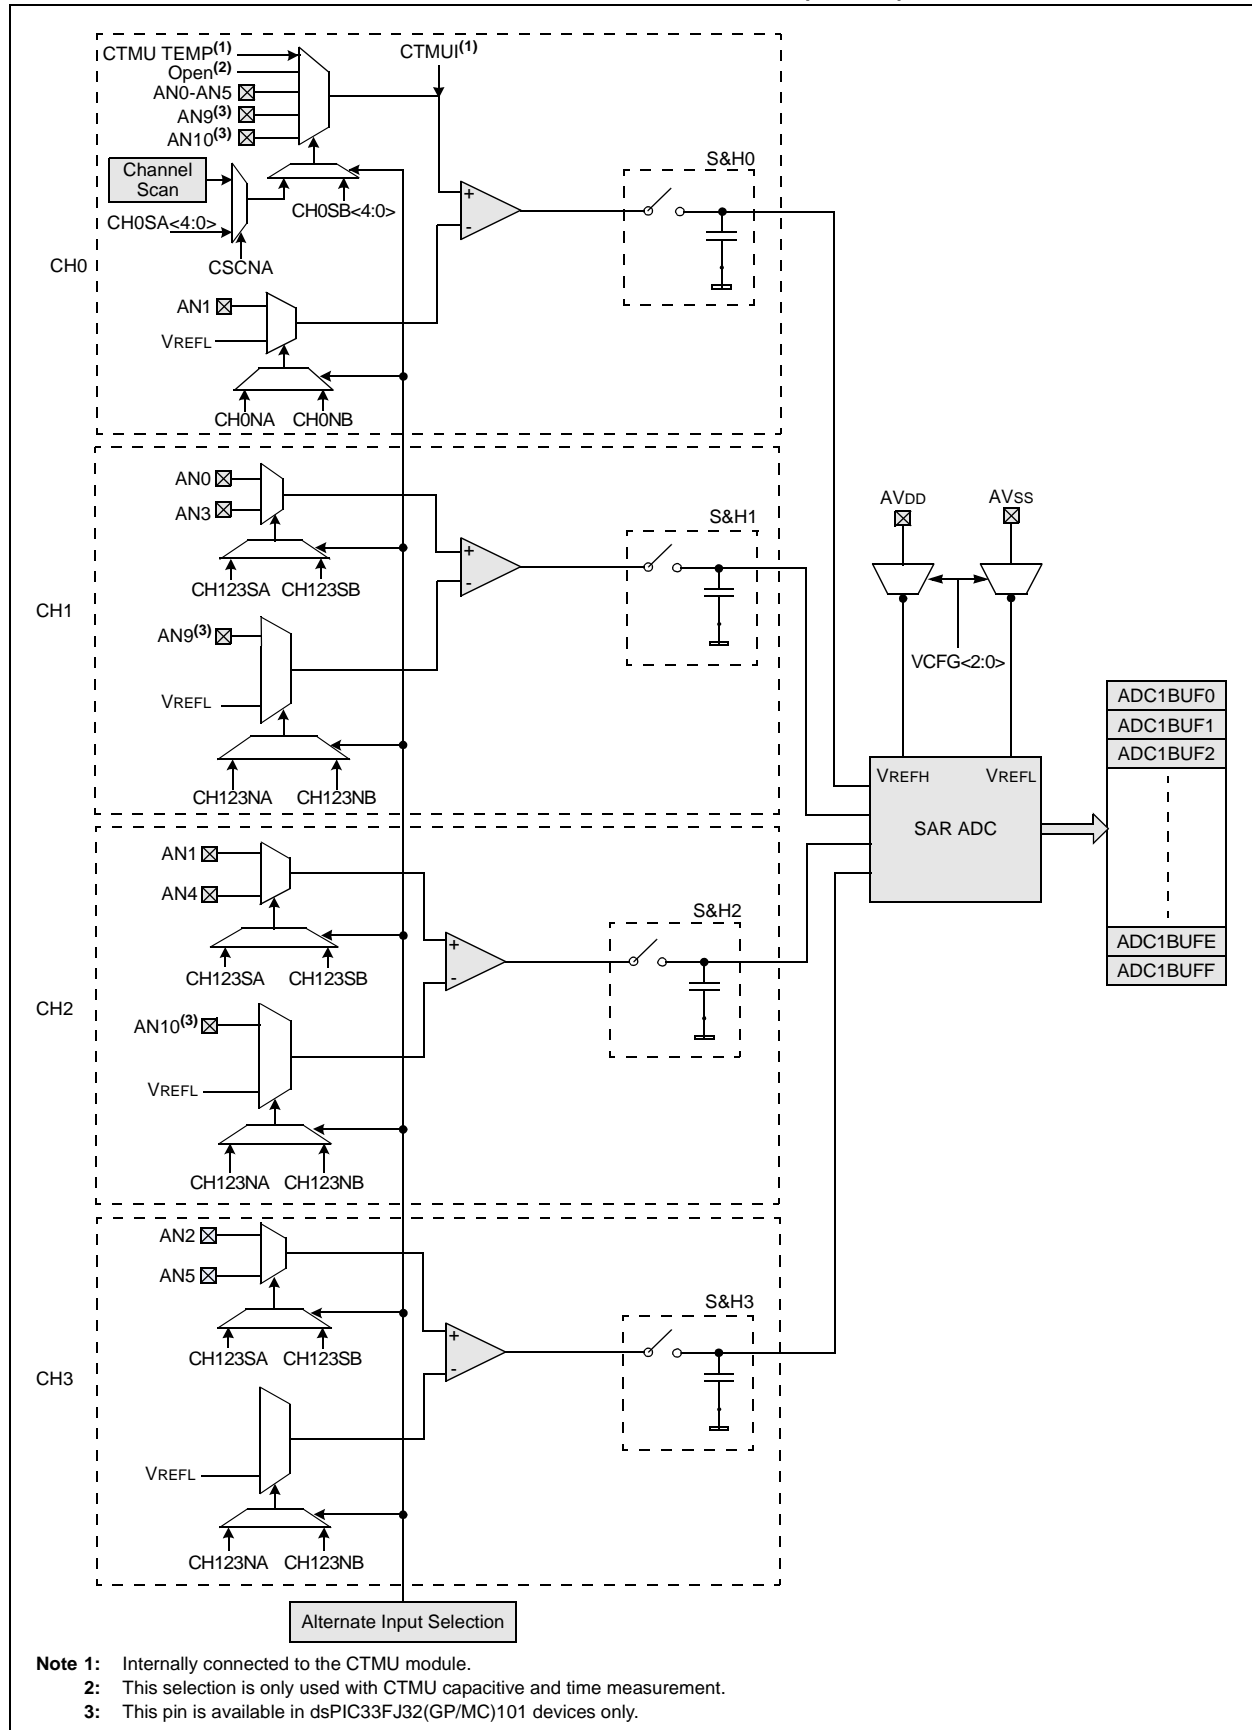 CTMU TEMP(1)
Open(2)
AN0-AN5
AN9(3)
AN10(3)
CTMUI(1)
Channel
Scan
CH0SA<4:0>
CH0SB<4:0>
CSCNA
+
-
S&H0
CH0
AN1
VREFL
CH0NA CH0NB
AN0
AN3
CH123SA CH123SB
+
-
S&H1
CH1
AN9(3)
VREFL
CH123NA CH123NB
AVDD AVSS
VCFG<2:0>
VREFH VREFL
SAR ADC
ADC1BUF0
ADC1BUF1
ADC1BUF2
ADC1BUFE
ADC1BUFF
AN1
AN4
CH123SA CH123SB
+
-
S&H2
CH2
AN10(3)
VREFL
CH123NA CH123NB
AN2
AN5
CH123SA CH123SB
+
-
S&H3
CH3
VREFL
CH123NA CH123NB
Alternate Input Selection
Note 1: Internally connected to the CTMU module.
2: This selection is only used with CTMU capacitive and time measurement.
3: This pin is available in dsPIC33FJ32(GP/MC)101 devices only.